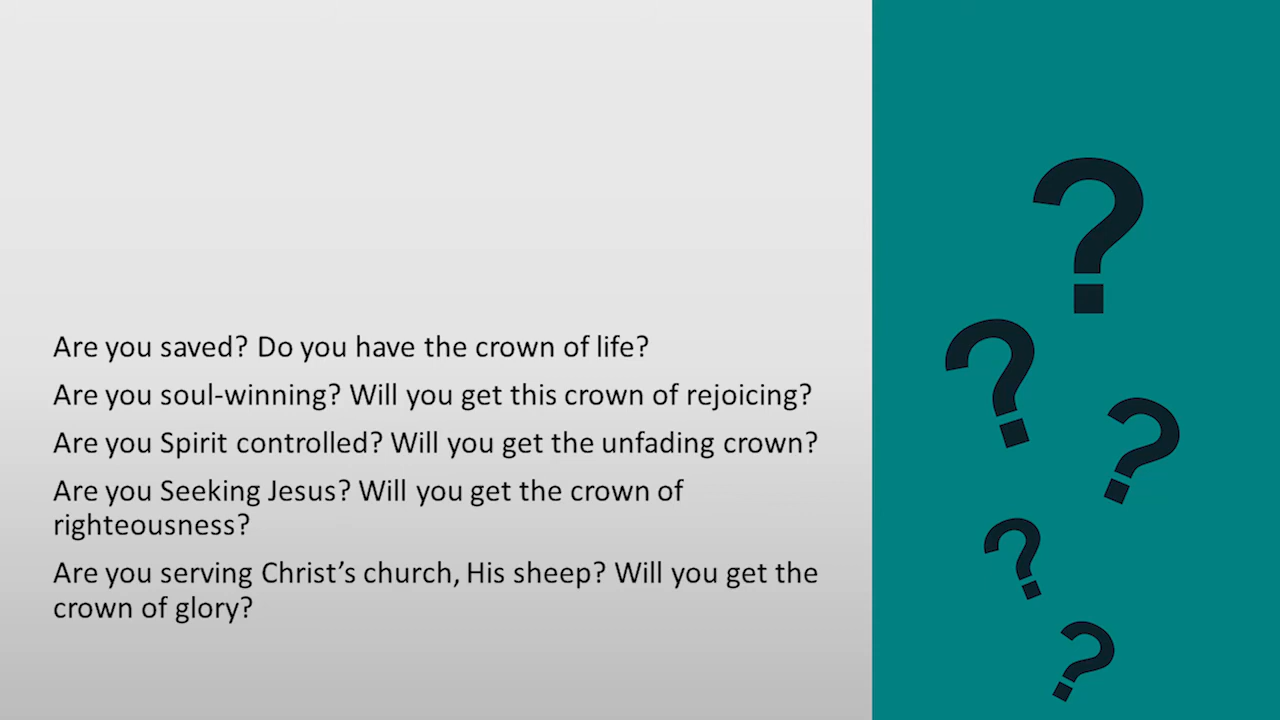 Are you saved? Do you have the crown of life?
Are you soul-winning? Will you get this crown of rejoicing?
Are you Spirit controlled? Will you get the unfading crown?
Are you Seeking Jesus? Will you get the crown of
righteousness?
Are you serving Christ’s church, His sheep? Will you get the
crown of glory?
?
?
?
?
?